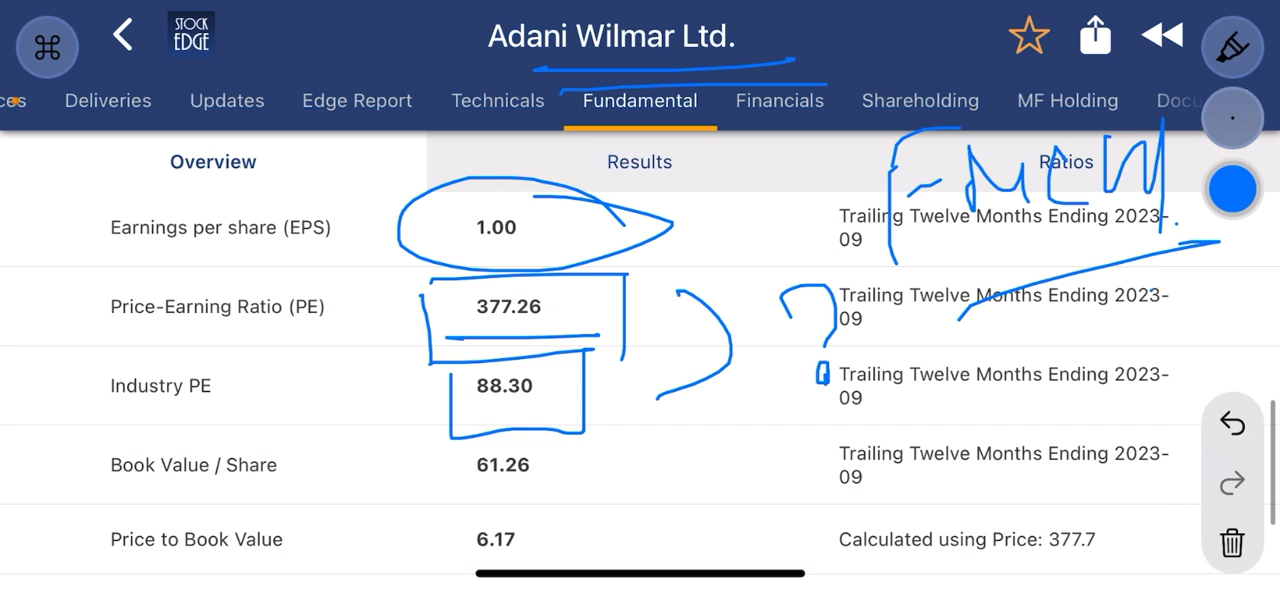 STOCK
EDGE
Adani Wilmar Ltd.
Deliveries Updates Edge Report Technicals Fundamental Financials Shareholding MF Holding Docu
Overview Results Ratios
Earnings per share (EPS) 1.00 Trailing Twelve Months Ending 2023-
09
Price-Earning Ratio (PE) 377.26 Trailing Twelve Months Ending 2023-
09
?
Industry PE 88.30 Trailing Twelve Months Ending 2023-
09
Book Value / Share 61.26 Trailing Twelve Months Ending 2023-
09
Price to Book Value 6.17 Calculated using Price: 377.7